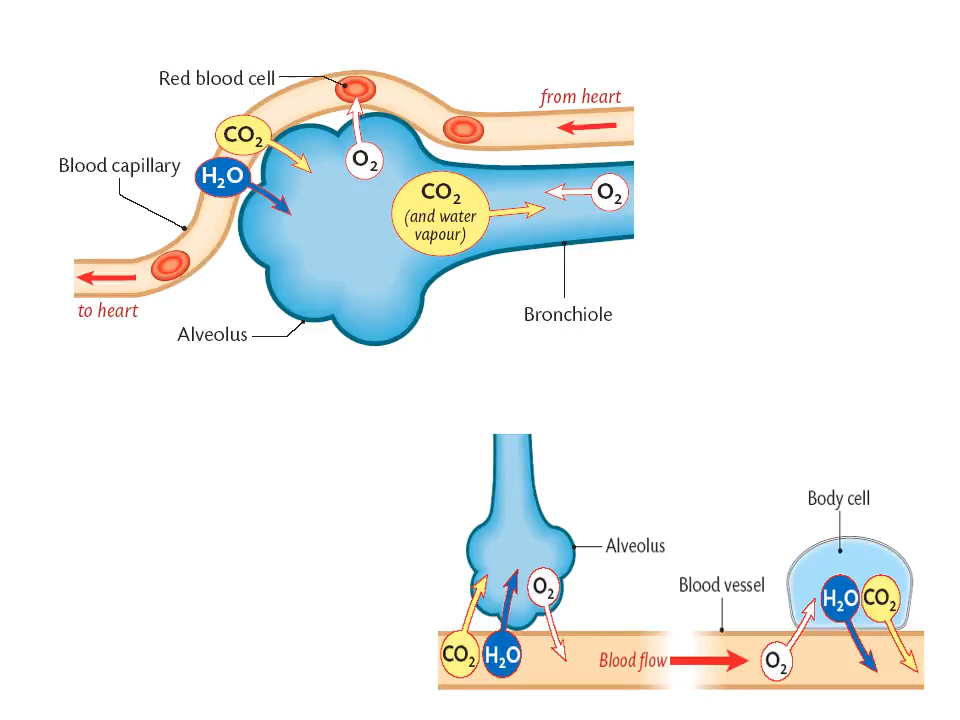 Red blood cell
from heart
CO₂
O₂
Blood capillary
H₂O
CO₂
(and water
vapour)
O₂
to heart
Alveolus
Bronchiole
Body cell
Alveolus
O₂
Blood vessel
H₂O
CO₂
CO₂
H₂O
Blood flow
O₂